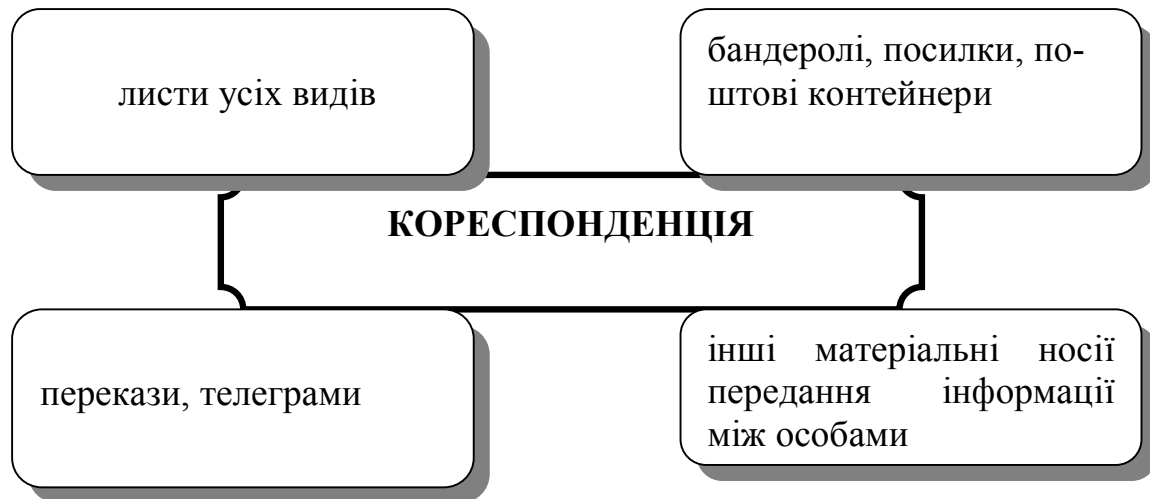 листи усіх видів
бандеролі, посилки, по-
штові контейнери
КОРЕСПОНДЕНЦІЯ
перекази, телеграми
інші матеріальні носії
передання інформації
між особами